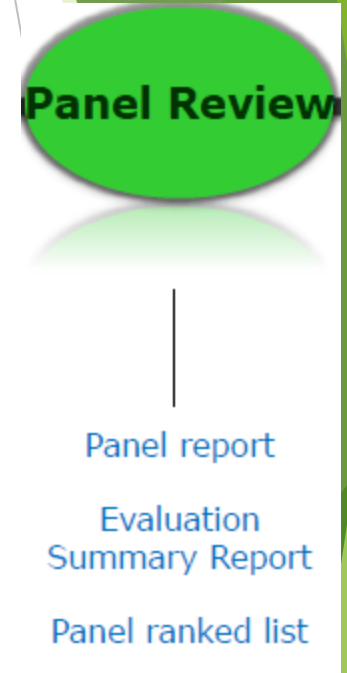 Panel Review
Panel report
Evaluation
Summary Report
Panel ranked list